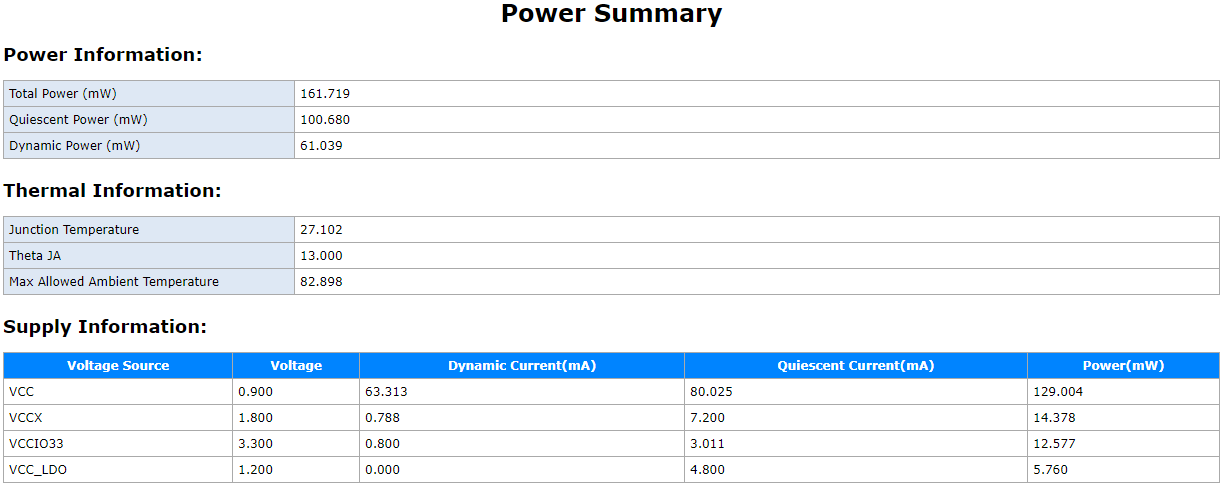 Power Summary
Power Information:
Total Power (mW) 161.719
Quiescent Power (mW) 100.680
Dynamic Power (mW) 61.039
Thermal Information:
Junction Temperature 27.102
Theta JA 13.000
Max Allowed Ambient Temperature 82.898
Supply Information:
Voltage Source Voltage Dynamic Current(mA) Quiescent Current(mA) Power(mW)
VCC 0.900 63.313 80.025 129.004
VCCX 1.800 0.788 7.200 14.378
VCCIO33 3.300 0.800 3.011 12.577
VCC_LDO 1.200 0.000 4.800 5.760